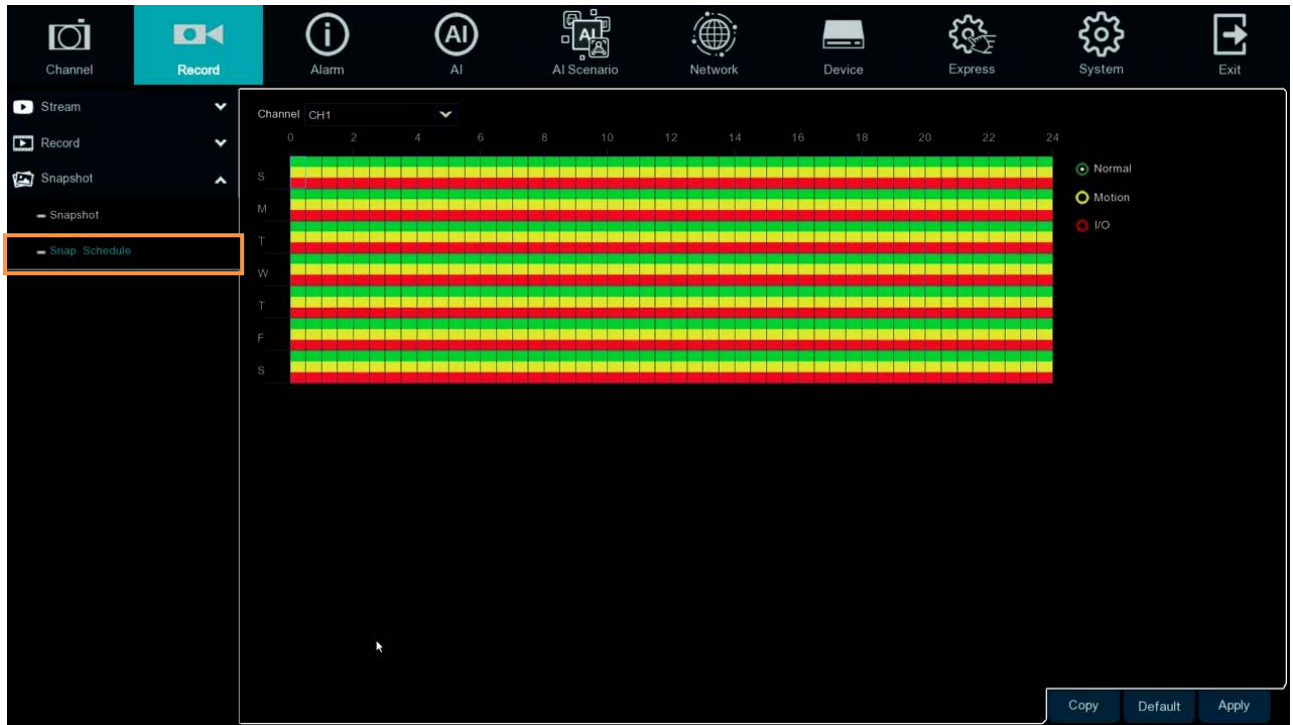 Channel Record Alarm AI AI Scenario Network Device Express System Exit
Stream
Record
Snapshot
Snapshot
Snap. Schedule
Channel CH1
0 2 4 6 8 10 12 14 16 18 20 22 24
S
M
T
W
T
F
S
Normal
Motion
I/O
Copy Default Apply